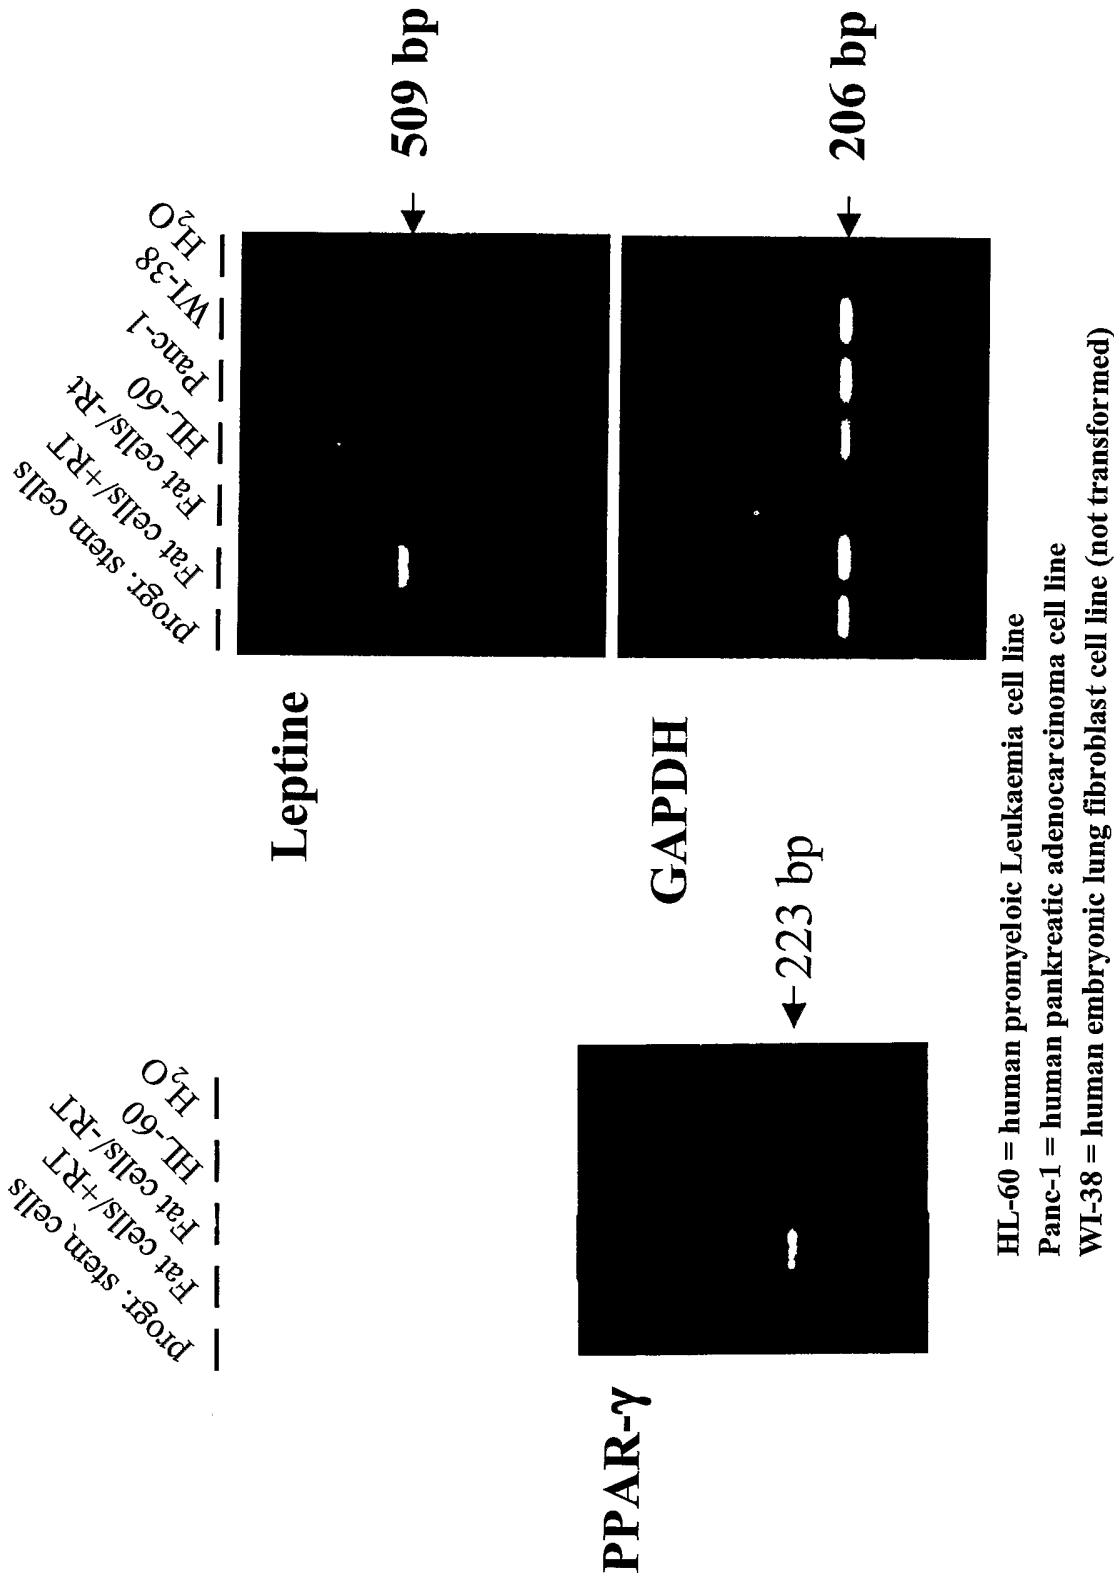 progr. stem cells
Fat cells/+RT
Fat cells/-RT
HL-60
H₂O
PPAR-γ
223 bp
progr. stem cells
Fat cells/+RT
Fat cells/-Rt
HL-60
Panc-1
WI-38
H₂O
Leptine
509 bp
GAPDH
206 bp
HL-60 = human promyeloic Leukaemia cell line
Panc-1 = human pankreatic adenocarcinoma cell line
WI-38 = human embryonic lung fibroblast cell line (not transformed)